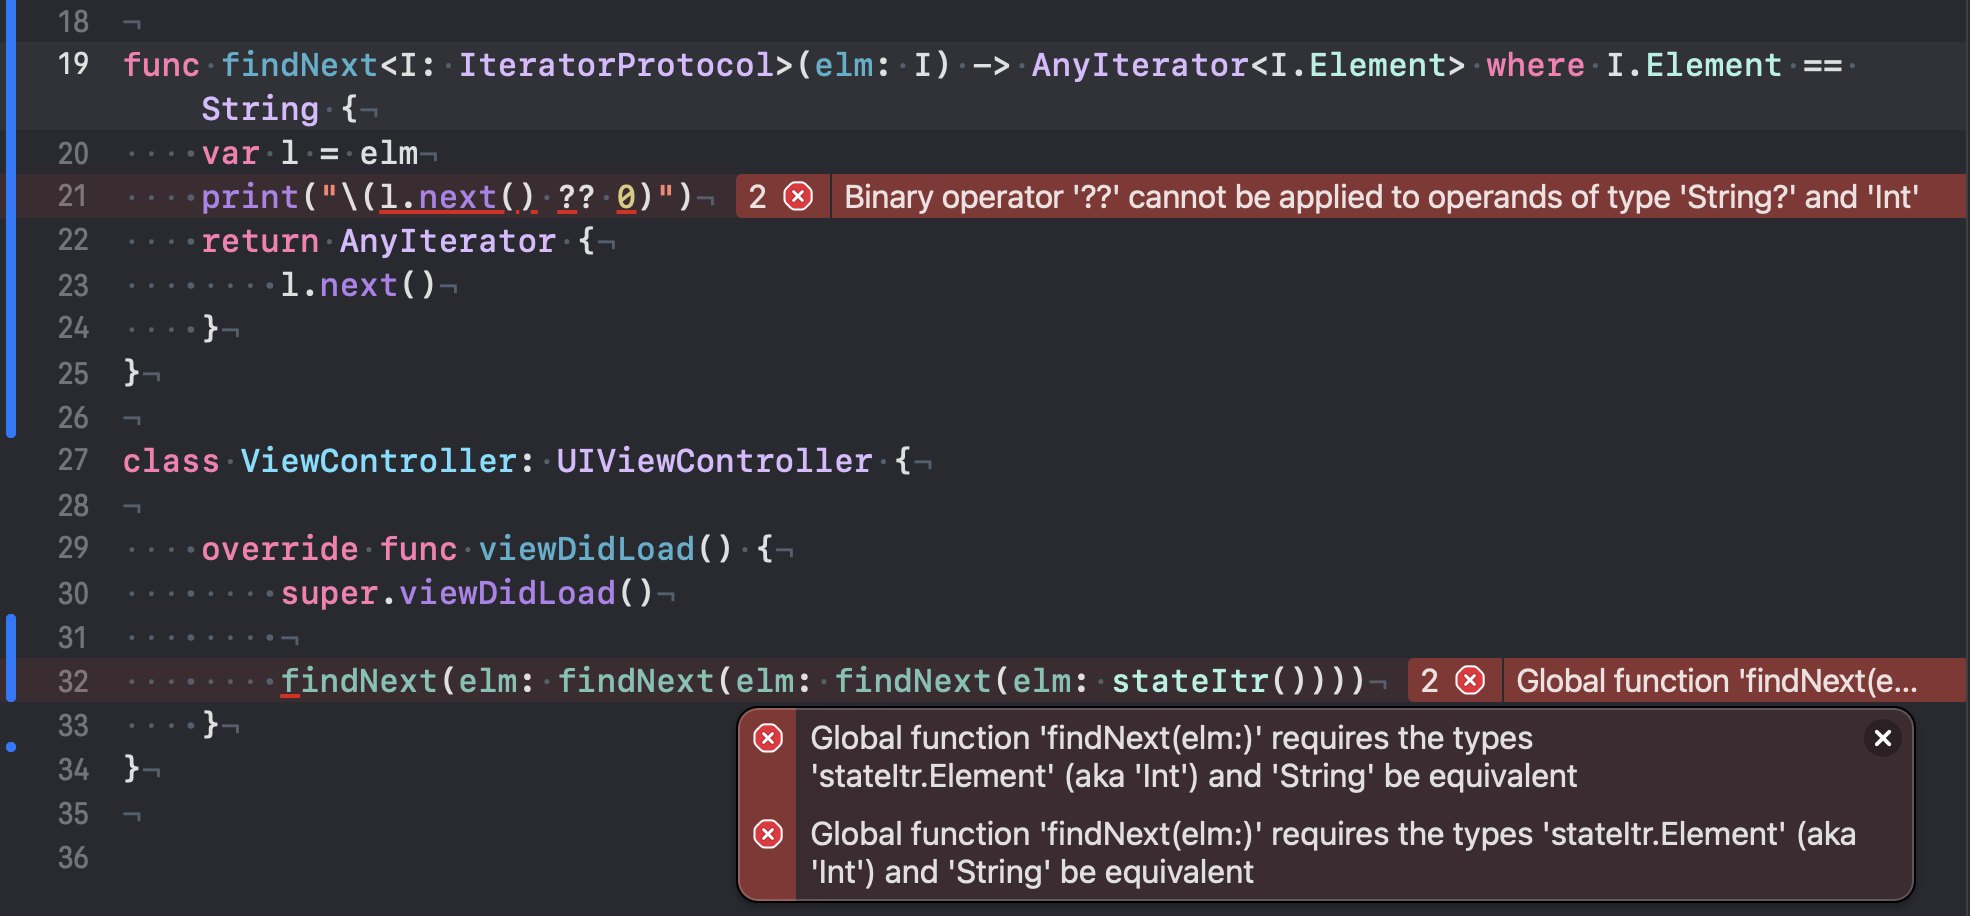 18
19 func findNext<I: IteratorProtocol>(elm: I) -> AnyIterator<I.Element> where I.Element ==
String {
20 var l = elm
21 print("\(l.next() ?? 0)") 2 Binary operator '??' cannot be applied to operands of type 'String?' and 'Int'
22 return AnyIterator {
23 l.next()
24 }
25 }
26
27 class ViewController: UIViewController {
28
29 override func viewDidLoad() {
30 super.viewDidLoad()
31
32 findNext(elm: findNext(elm: findNext(elm: stateItr()))) 2 Global function 'findNext(e...
33 }
34 }
35
36
Global function 'findNext(elm:)' requires the types
'stateItr.Element' (aka 'Int') and 'String' be equivalent
Global function 'findNext(elm:)' requires the types 'stateItr.Element' (aka
'Int') and 'String' be equivalent